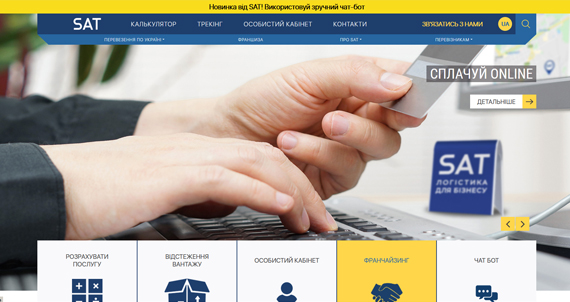 Новинка від SAT! Використовуй зручний чат-бот
SAT
КАЛЬКУЛЯТОР
ТРЕКІНГ
ОСОБИСТИЙ КАБІНЕТ
КОНТАКТИ
ЗВ'ЯЗАТИСЬ З НАМИ
UA
ПЕРЕВЕЗЕННЯ ПО УКРАЇНІ
ФРАНШИЗА
ПРО SAT
ПЕРЕВІЗНИКАМ
СПЛАЧУЙ ONLINE
ДЕТАЛЬНІШЕ
SAT
ЛОГІСТИКА
ДЛЯ БІЗНЕСУ
РОЗРАХУВАТИ
ПОСЛУГУ
ВІДСТЕЖЕННЯ
ВАНТАЖУ
ОСОБИСТИЙ КАБІНЕТ
ФРАНЧАЙЗИНГ
ЧАТ БОТ